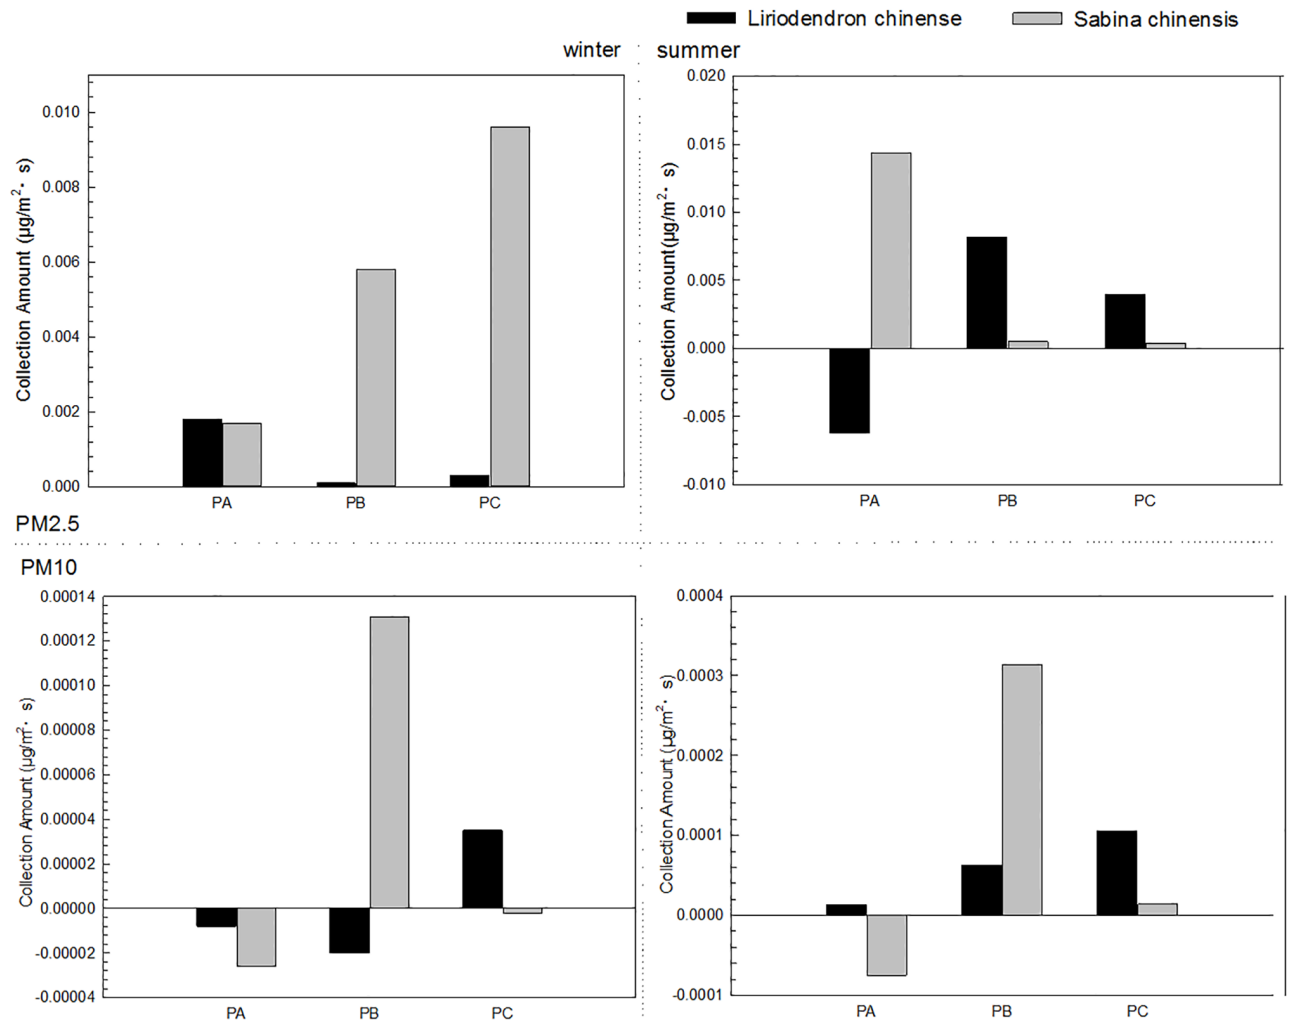 Liriodendron chinense Sabina chinensis
winter summer
Collection Amount (μg/m²· s)
0.010
0.008
0.006
0.004
0.002
0.000
PA PB PC
Collection Amount(μg/m²· s)
0.020
0.015
0.010
0.005
0.000
-0.005
-0.010
PA PB PC
PM2.5
PM10
Collection Amount (μg/m²· s)
0.00014
0.00012
0.00010
0.00008
0.00006
0.00004
0.00002
0.00000
-0.00002
-0.00004
PA PB PC
Collection Amount (μg/m²· s)
0.0004
0.0003
0.0002
0.0001
0.0000
-0.0001
PA PB PC